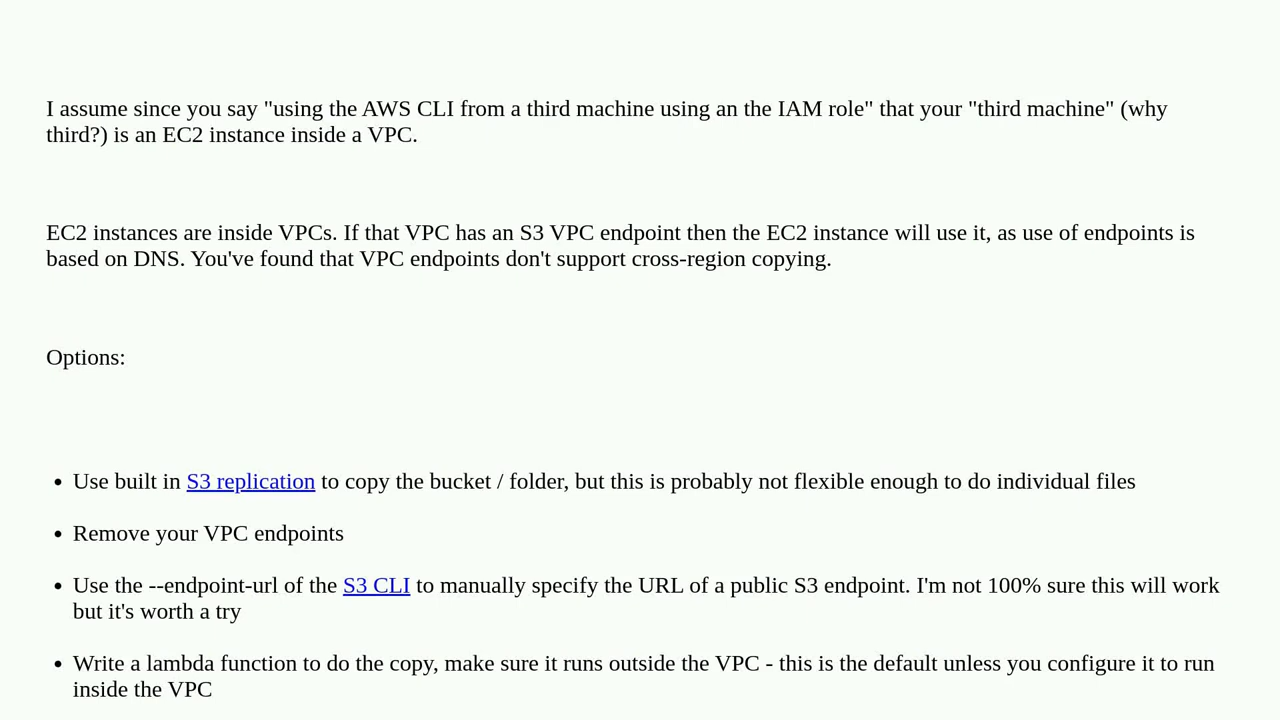 I assume since you say "using the AWS CLI from a third machine using an the IAM role" that your "third machine" (why
third?) is an EC2 instance inside a VPC.
EC2 instances are inside VPCs. If that VPC has an S3 VPC endpoint then the EC2 instance will use it, as use of endpoints is
based on DNS. You've found that VPC endpoints don't support cross-region copying.
Options:
• Use built in S3 replication to copy the bucket / folder, but this is probably not flexible enough to do individual files
• Remove your VPC endpoints
• Use the --endpoint-url of the S3 CLI to manually specify the URL of a public S3 endpoint. I'm not 100% sure this will work
but it's worth a try
• Write a lambda function to do the copy, make sure it runs outside the VPC - this is the default unless you configure it to run
inside the VPC